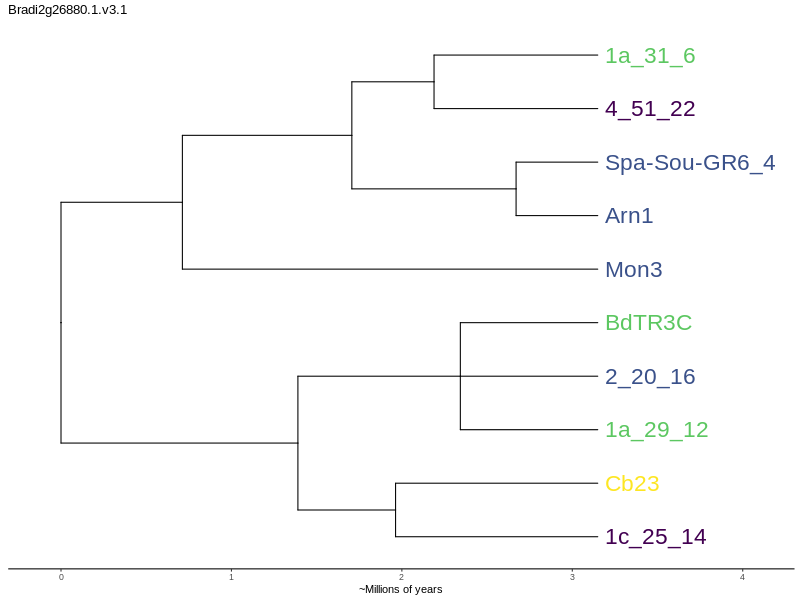 Bradi2g26880.1.v3.1
1a_31_6
4_51_22
Spa-Sou-GR6_4
Arn1
Mon3
BdTR3C
2_20_16
1a_29_12
Cb23
1c_25_14
0 1 2 3 4
~Millions of years